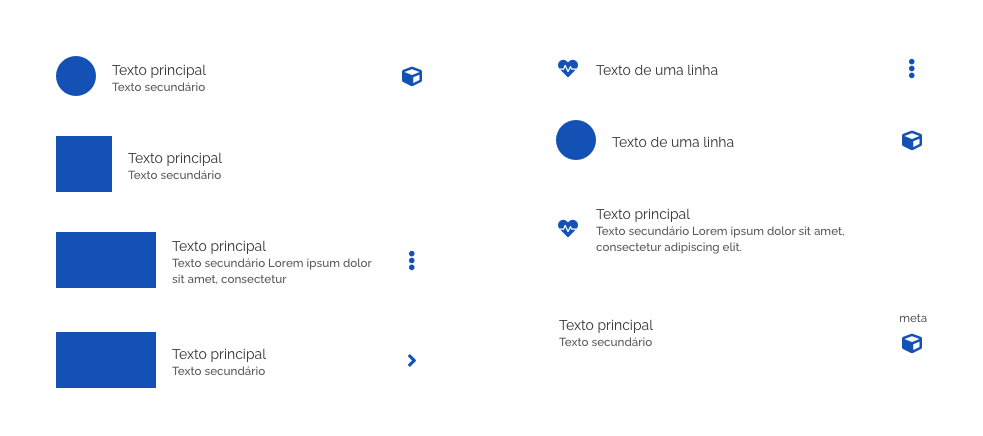 Texto principal
Texto secundário
Texto principal
Texto secundário
Texto principal
Texto secundário Lorem ipsum dolor
sit amet, consectetur
Texto principal
Texto secundário
Texto de uma linha
Texto de uma linha
Texto principal
Texto secundário Lorem ipsum dolor sit amet,
consectetur adipiscing elit.
Texto principal
Texto secundário
meta